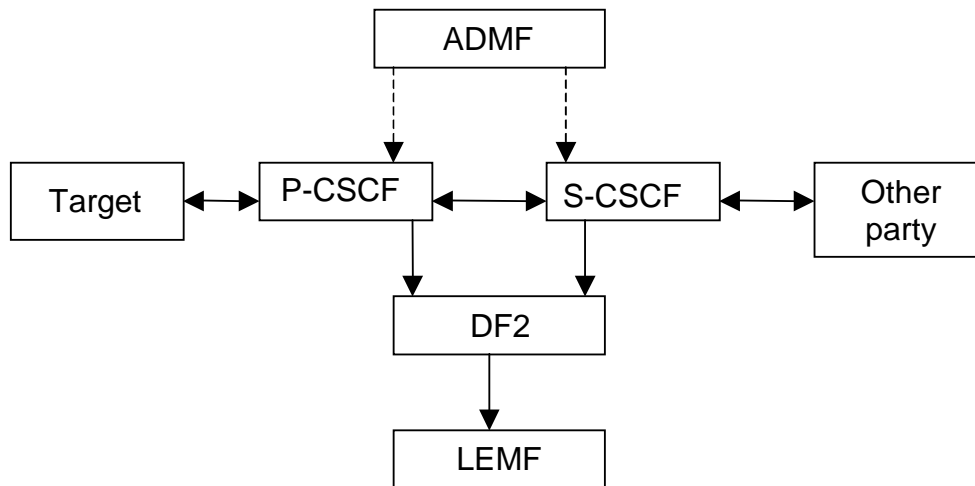 ADMF
Target
P-CSCF
S-CSCF
Other
party
DF2
LEMF